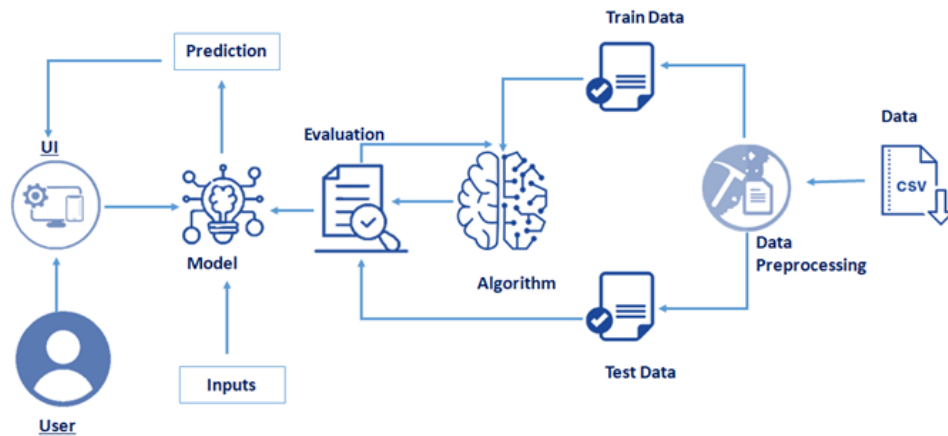 Train Data
Prediction
Data
Evaluation
UI
CSV
Model
Data
Preprocessing
Algorithm
Inputs
Test Data
User